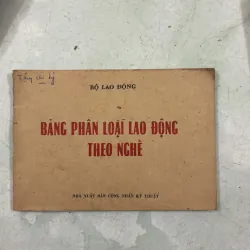 BỘ LAO ĐỘNG
BẢNG PHÂN LOẠI LAO ĐỘNG
THEO NGHỀ
NHÀ XUẤT BẢN CÔNG NHÂN KỸ THUẬT